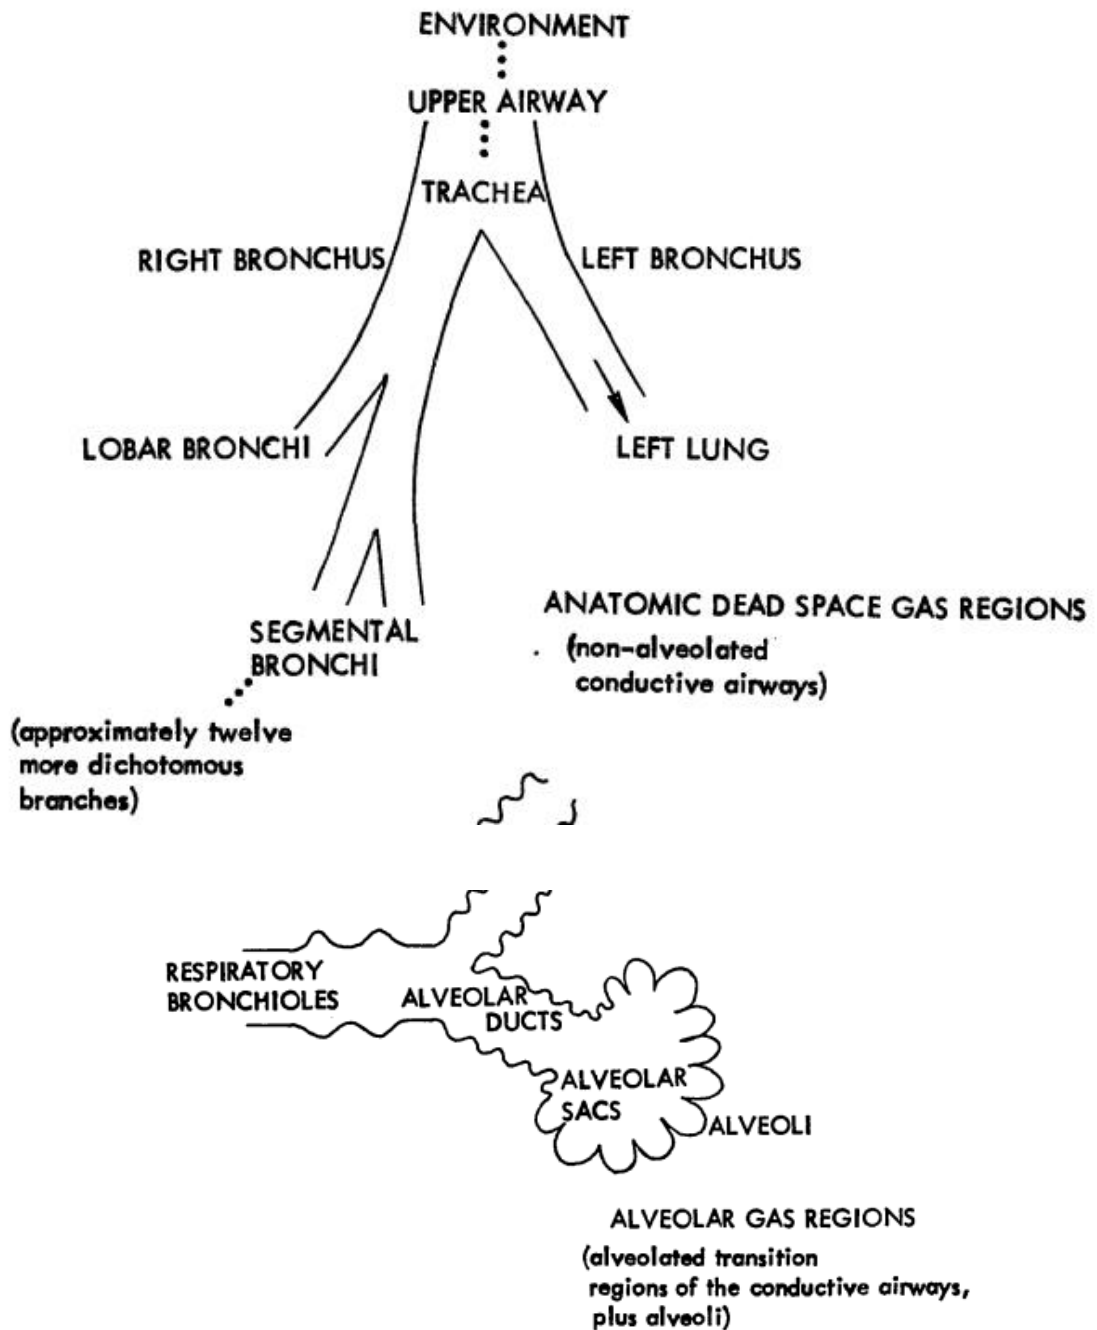 ENVIRONMENT
UPPER AIRWAY
TRACHEA
RIGHT BRONCHUS
LEFT BRONCHUS
LOBAR BRONCHI
LEFT LUNG
ANATOMIC DEAD SPACE GAS REGIONS
(non-alveolated
conductive airways)
SEGMENTAL
BRONCHI
(approximately twelve
more dichotomous
branches)
RESPIRATORY
BRONCHIOLES
ALVEOLAR
DUCTS
ALVEOLAR
SACS
ALVEOLI
ALVEOLAR GAS REGIONS
(alveolated transition
regions of the conductive airways,
plus alveoli)